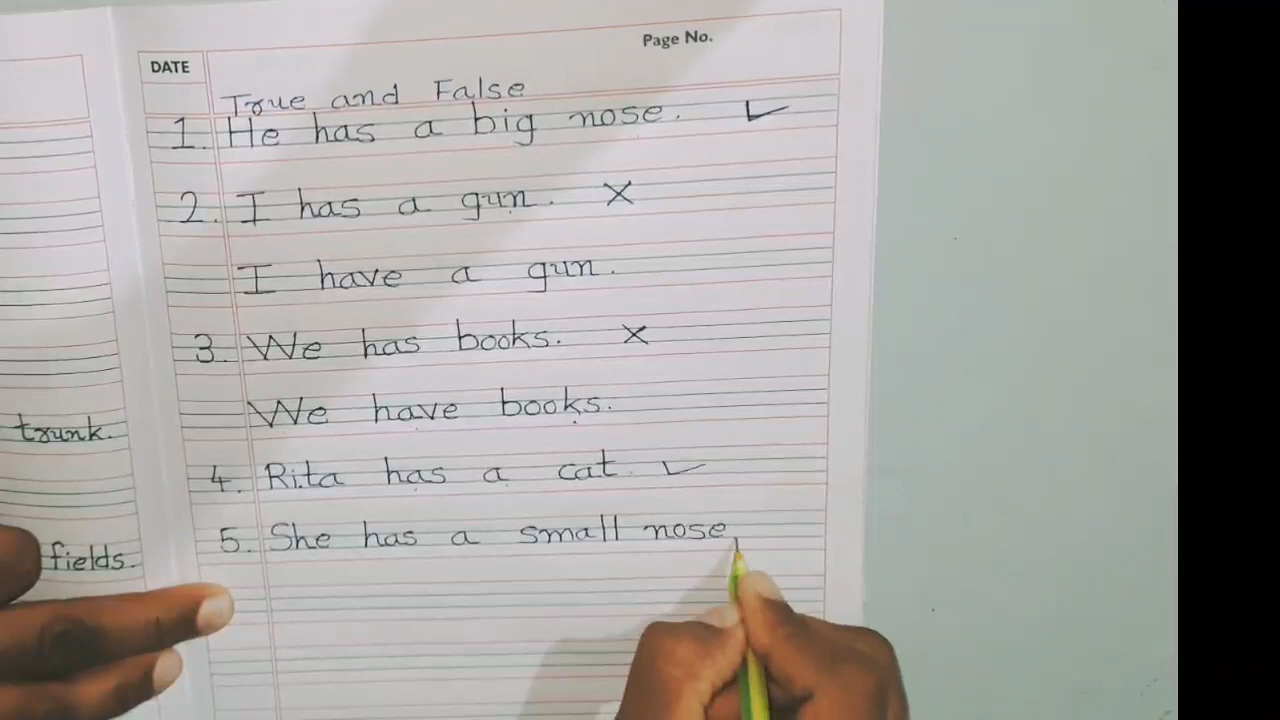 trunk.
fields.
DATE
Page No.
True and False
1. He has a big nose. ✓
2. I has a gun. X
I have a gun.
3. We has books. X
We have books.
4. Rita has a cat. ✓
5. She has a small nose